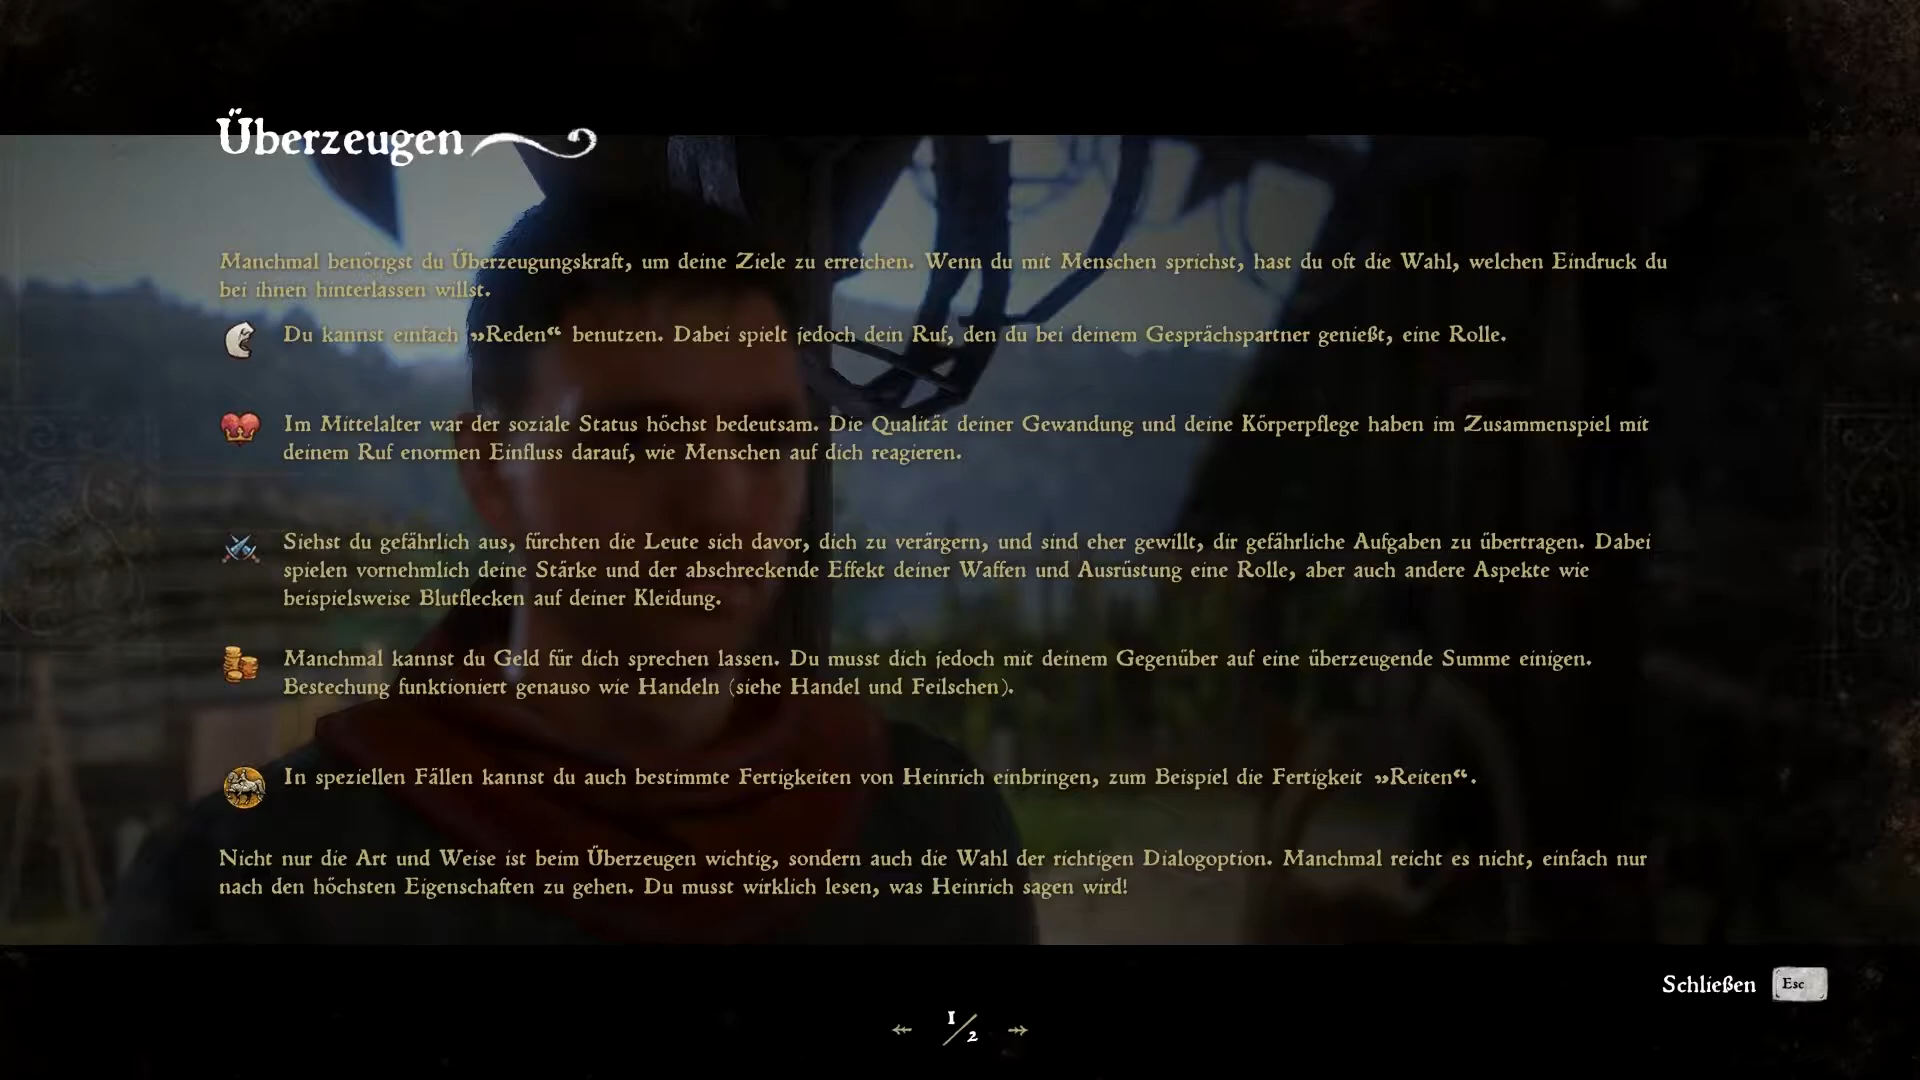 Überzeugen
Manchmal benötigst du Überzeugungskraft, um deine Ziele zu erreichen. Wenn du mit Menschen sprichst, hast du oft die Wahl, welchen Eindruck du
bei ihnen hinterlassen willst.
Du kannst einfach »Reden“ benutzen. Dabei spielt jedoch dein Ruf, den du bei deinem Gesprächspartner genießt, eine Rolle.
Im Mittelalter war der soziale Status höchst bedeutsam. Die Qualität deiner Gewandung und deine Körperpflege haben im Zusammenspiel mit
deinem Ruf enormen Einfluss darauf, wie Menschen auf dich reagieren.
Siehst du gefährlich aus, fürchten die Leute sich davor, dich zu verärgern, und sind eher gewillt, dir gefährliche Aufgaben zu übertragen. Dabei
spielen vornehmlich deine Stärke und der abschreckende Effekt deiner Waffen und Ausrüstung eine Rolle, aber auch andere Aspekte wie
beispielsweise Blutflecken auf deiner Kleidung.
Manchmal kannst du Geld für dich sprechen lassen. Du musst dich jedoch mit deinem Gegenüber auf eine überzeugende Summe einigen.
Bestechung funktioniert genauso wie Handeln (siehe Handel und Feilschen).
In speziellen Fällen kannst du auch bestimmte Fertigkeiten von Heinrich einbringen, zum Beispiel die Fertigkeit »Reiten“.
Nicht nur die Art und Weise ist beim Überzeugen wichtig, sondern auch die Wahl der richtigen Dialogoption. Manchmal reicht es nicht, einfach nur
nach den höchsten Eigenschaften zu gehen. Du musst wirklich lesen, was Heinrich sagen wird!
Schließen Esc
1/2